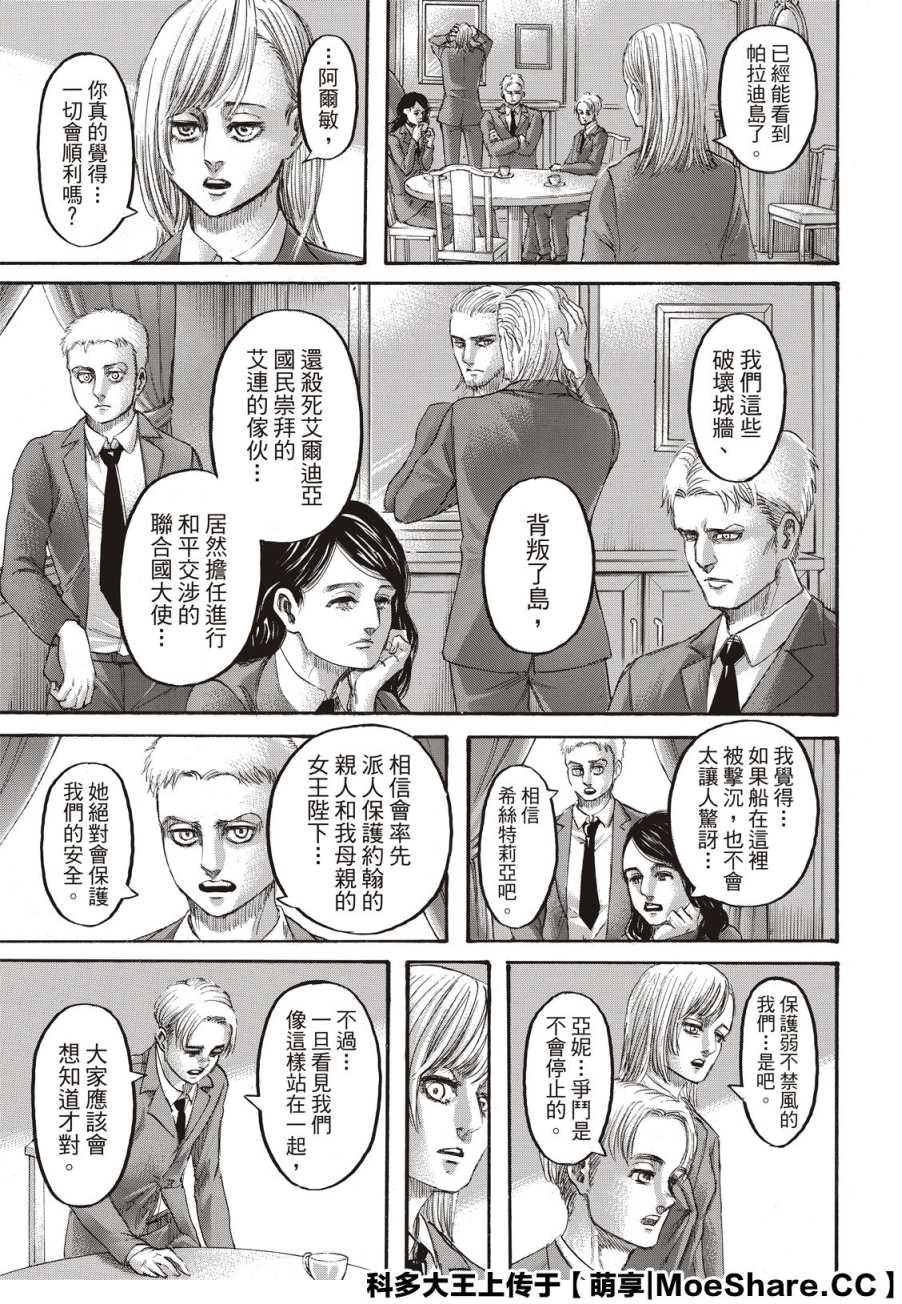 已經能看到
帕拉迪島了。
…阿爾敏，
你真的覺得…
一切會順利嗎？
我們這些
破壞城牆、
背叛了島，
還殺死艾爾迪亞
國民崇拜的
艾連的傢伙…
居然擔任進行
和平交涉的
聯合國大使…
我覺得…
如果船在這裡
被擊沉，也不會
太讓人驚訝…
相信
希絲特莉亞吧。
相信會率先
派人保護約翰的
親人和我母親的
女王陛下…
她絕對會保護
我們的安全。
保護弱不禁風的
我們…是吧。
亞妮…爭鬥是
不會停止的。
不過…
一旦看見我們
像這樣站在一起，
大家應該會
想知道才對。
科多大王上传于【萌享|MoeShare.CC】